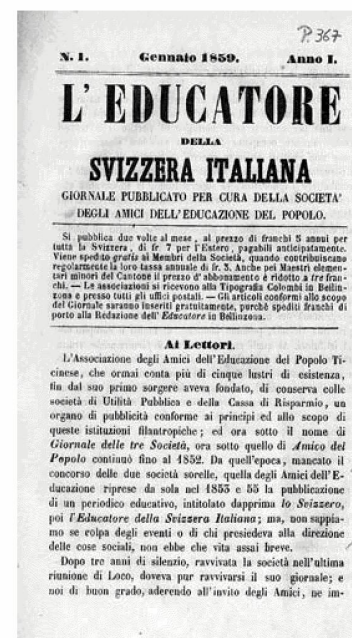 P. 367
N. 1. Gennaio 1859. Anno I.
L' EDUCATORE
DELLA
SVIZZERA ITALIANA
GIORNALE PUBBLICATO PER CURA DELLA SOCIETA'
DEGLI AMICI DELL'EDUCAZIONE DEL POPOLO.
Si pubblica due volte al mese, al prezzo di franchi 5 annui per
tutta la Svizzera, di fr. 7 per l'Estero, pagabili anticipatamente.
Viene spedito gratis ai Membri della Società, quando contribuiscano
regolarmente la loro tassa annuale di fr. 5. Anche pei Maestri elemen-
tari minori del Cantone il prezzo d'abbonamento è ridotto a tre fran-
chi. — Le associazioni si ricevono alla Tipografia Colombi in Bellin-
zona e presso tutti gli uffici postali. — Gli articoli conformi allo scopo
del Giornale saranno inseriti gratuitamente, porchè spediti franchi di
porto alla Redazione dell' Educatore in Bellinzona.
Ai Lettori.
L'Associazione degli Amici dell'Educazione del Popolo Ti-
cinese, che ormai conta più di cinque lustri di esistenza,
fin dal suo primo sorgere aveva fondato, di conserva colle
società di Utilità Pubblica e della Cassa di Risparmio, un
organo di pubblicità conforme ai principi ed allo scopo di
queste istituzioni filantropiche; ed ora sotto il nome di
Giornale delle tre Società, ora sotto quello di Amico del
Popolo continuò fino al 1852. Da quell'epoca, mancato il
concorso delle due società sorelle, quella degli Amici dell'E-
ducazione riprese da sola nel 1853 e 55 la pubblicazione
di un periodico educativo, intitolato dapprima lo Svizzero,
poi l'Educatore della Svizzera Italiana; ma, non sappia-
mo se colpa degli eventi o di chi presiedeva alla direzione
delle cose sociali, non ebbe che vita assai breve.
Dopo tre anni di silenzio, ravvivata la società nell'ultima
riunione di Loco, doveva pur ravvivarsi il suo giornale; e
noi di buon grado, aderendo all'invito degli Amici, ne im-